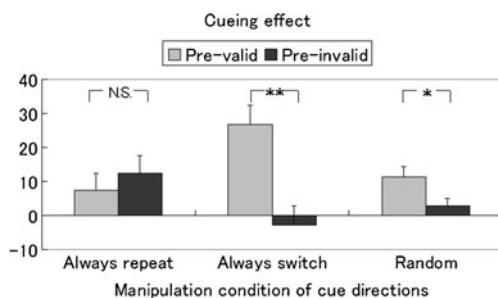 Cueing effect
Pre-valid Pre-invalid
40
30
20
10
0
-10
N.S.
**
*
Always repeat Always switch Random
Manipulation condition of cue directions